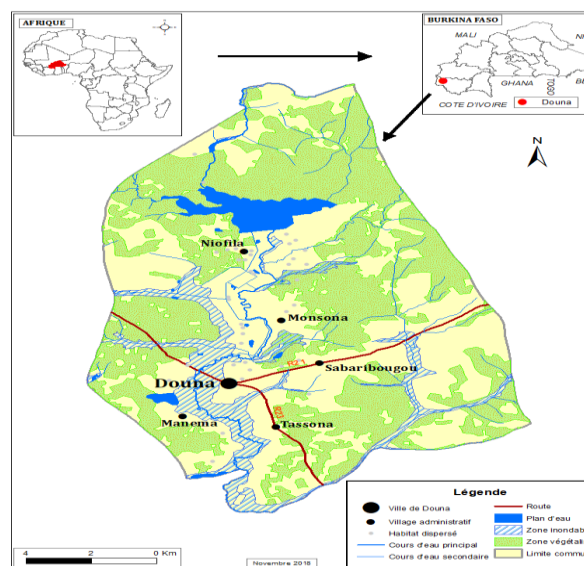 AFRIQUE
BURKINA FASO
MALI
GHANA
TOGO
COTE D'IVOIRE
Douna
N
Niofila
Monsona
Sabaribougou
Douna
Manema
Tassona
Légende
Ville de Douna
Village administratif
Habitat dispersé
Cours d'eau principal
Cours d'eau secondaire
Route
Plan d'eau
Zone inondab
Zone végétali
Limite commu
4 2 0 Km
Novembre 2018